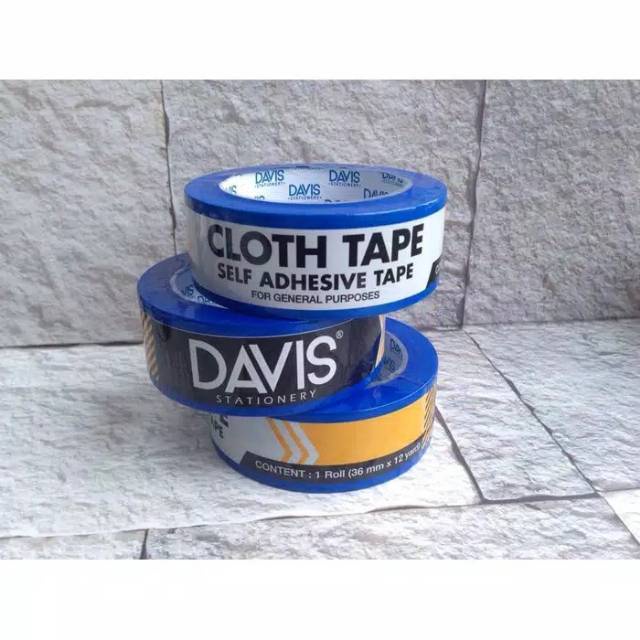 DAVIS
STATIONERY
DAVIS
STATIONERY
CLOTH TAPE
SELF ADHESIVE TAPE
FOR GENERAL PURPOSES
DAVIS®
STATIONERY
CONTENT : 1 Roll (36 mm x 12 yard)